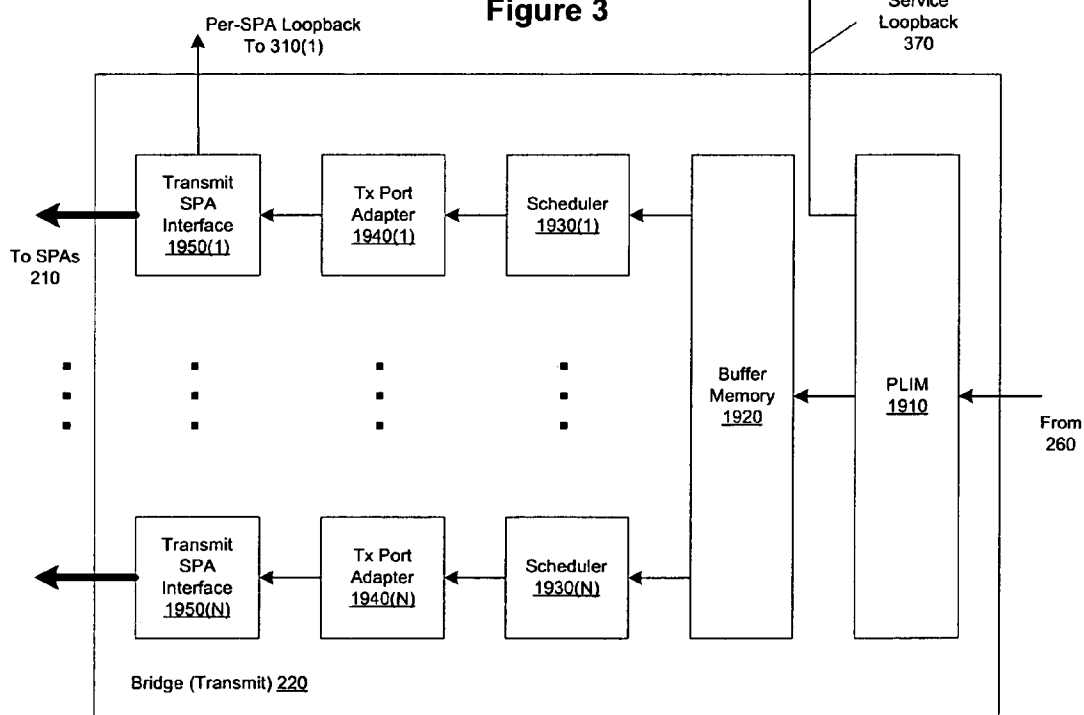 Figure 3
Per-SPA Loopback
To 310(1)
Service
Loopback
370
Transmit
SPA
Interface
1950(1)
Tx Port
Adapter
1940(1)
Scheduler
1930(1)
To SPAs
210
Buffer
Memory
1920
PLIM
1910
From
260
Transmit
SPA
Interface
1950(N)
Tx Port
Adapter
1940(N)
Scheduler
1930(N)
Bridge (Transmit) 220